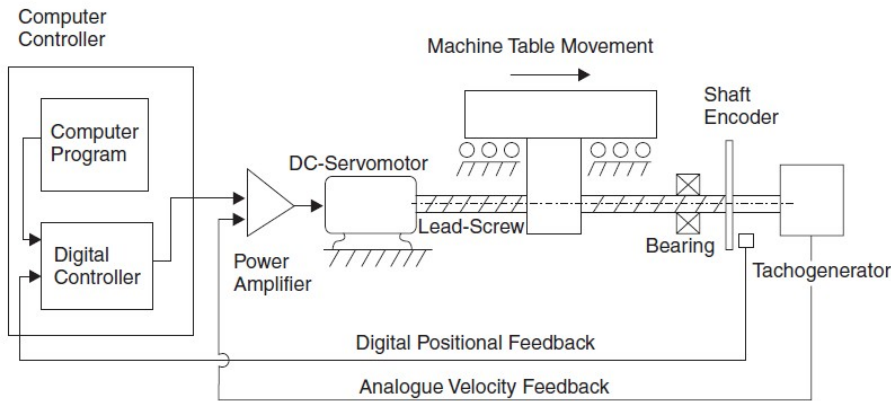 Computer
Controller
Machine Table Movement
Shaft
Encoder
Computer
Program
DC-Servomotor
Lead-Screw
Bearing
Digital
Controller
Power
Amplifier
Tachogenerator
Digital Positional Feedback
Analogue Velocity Feedback